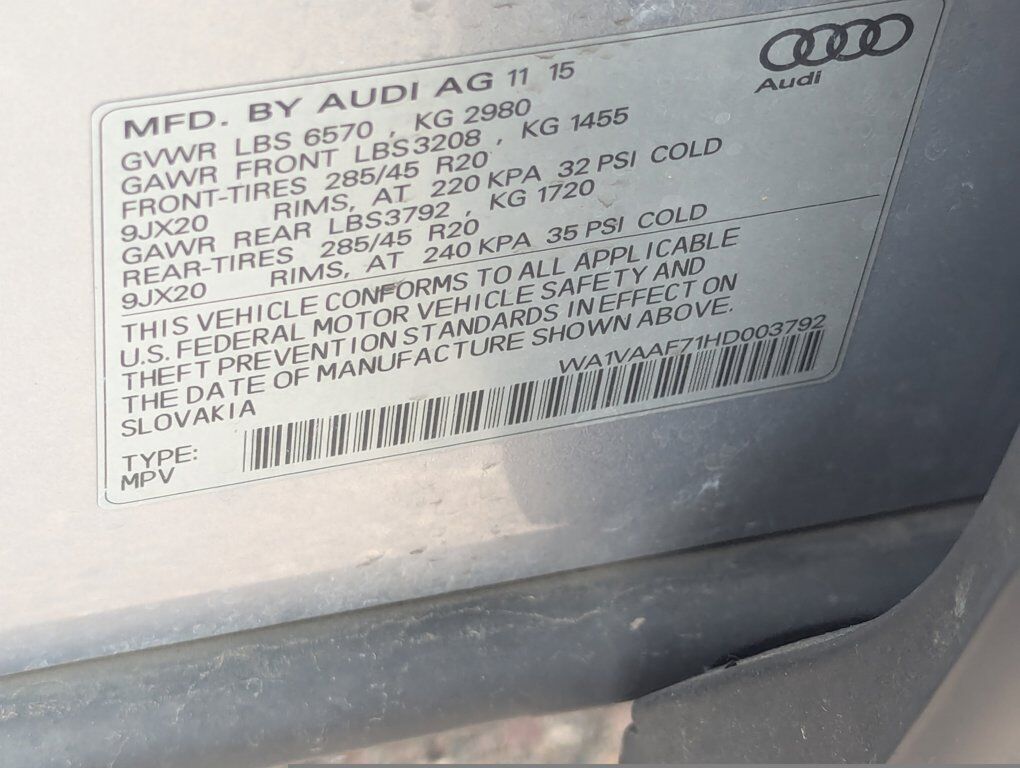 Audi
MFD. BY AUDI AG 11 15
GVWR LBS 6570 , KG 2980
GAWR FRONT LBS3208 , KG 1455
FRONT-TIRES 285/45 R20
9JX20 RIMS, AT 220 KPA 32 PSI COLD
GAWR REAR LBS3792 , KG 1720
REAR-TIRES 285/45 R20
9JX20 RIMS, AT 240 KPA 35 PSI COLD
THIS VEHICLE CONFORMS TO ALL APPLICABLE
U.S. FEDERAL MOTOR VEHICLE SAFETY AND
THEFT PREVENTION STANDARDS IN EFFECT ON
THE DATE OF MANUFACTURE SHOWN ABOVE.
SLOVAKIA WA1VAAF71HD003792
TYPE:
MPV